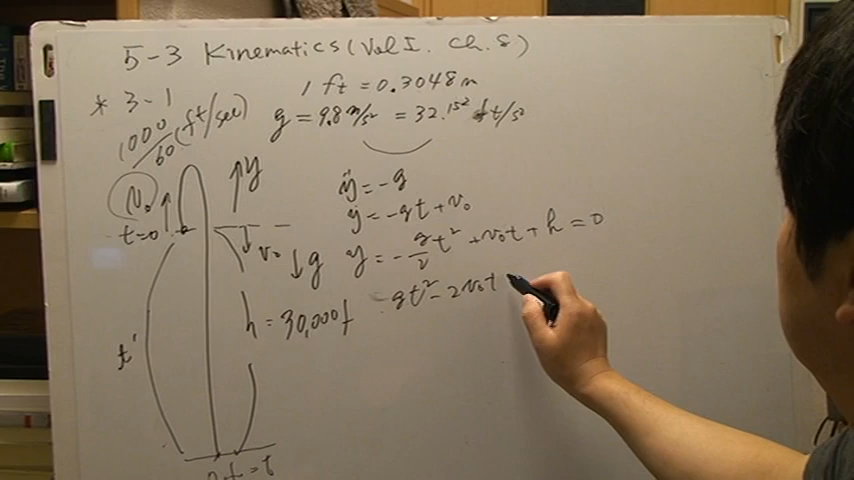 5-3 Kinematics (Vol I. Ch. 8)
* 3-1
1 ft = 0.3048 m
1000/60 (ft/sec)
g = 9.8 m/s² = 32.15² ft/s²
↑y
v₀ ↑
t=0
↓ v₀
↓ g
ÿ = -g
ẏ = -gt + v₀
y = -g/2 t² + v₀t + h = 0
gt² - 2v₀t
h = 30,000 f
t'